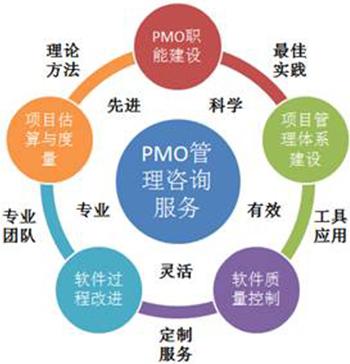 PMO职
能建设
理论
方法
最佳
实践
先进
科学
项目估
算与度
量
项目管
理体系
建设
PMO管
理咨询
服务
专业
团队
专业
有效
工具
应用
灵活
软件过
程改进
软件质
量控制
定制
服务